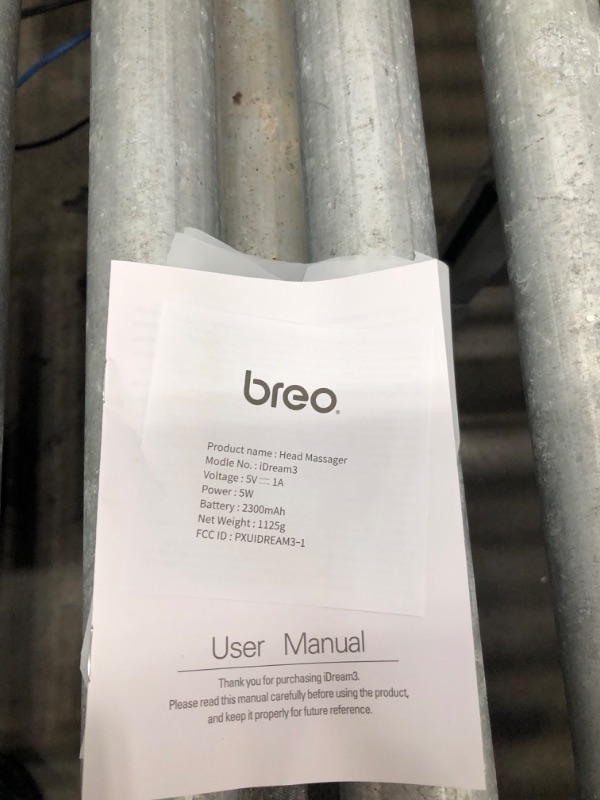 breo®
Product name : Head Massager
Modle No. : iDream3
Voltage : 5V⎓ 1A
Power : 5W
Battery : 2300mAh
Net Weight : 1125g
FCC ID : PXUIDREAM3-1
User Manual
Thank you for purchasing iDream3.
Please read this manual carefully before using the product,
and keep it properly for future reference.